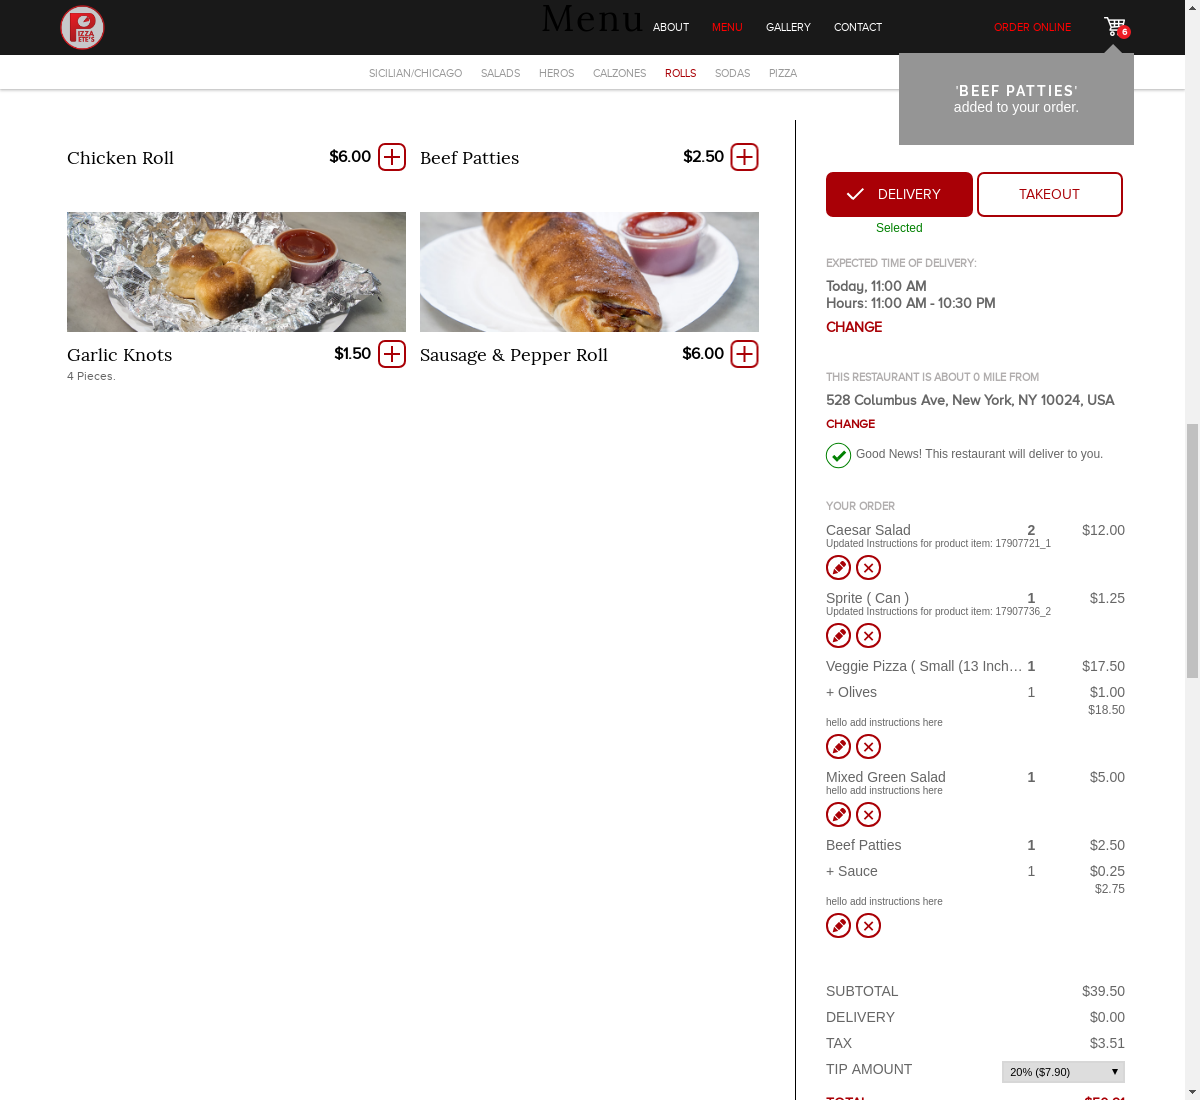 PIZZA
PETE'S
Menu
ABOUT
MENU
GALLERY
CONTACT
ORDER ONLINE
6
SICILIAN/CHICAGO
SALADS
HEROS
CALZONES
ROLLS
SODAS
PIZZA
'BEEF PATTIES'
added to your order.
Chicken Roll $6.00
Beef Patties $2.50
Garlic Knots $1.50
4 Pieces.
Sausage & Pepper Roll $6.00
DELIVERY
TAKEOUT
Selected
EXPECTED TIME OF DELIVERY:
Today, 11:00 AM
Hours: 11:00 AM - 10:30 PM
CHANGE
THIS RESTAURANT IS ABOUT 0 MILE FROM
528 Columbus Ave, New York, NY 10024, USA
CHANGE
Good News! This restaurant will deliver to you.
YOUR ORDER
Caesar Salad 2 $12.00
Updated Instructions for product item: 17907721_1
Sprite ( Can ) 1 $1.25
Updated Instructions for product item: 17907736_2
Veggie Pizza ( Small (13 Inch… 1 $17.50
+ Olives 1 $1.00
$18.50
hello add instructions here
Mixed Green Salad 1 $5.00
hello add instructions here
Beef Patties 1 $2.50
+ Sauce 1 $0.25
$2.75
hello add instructions here
SUBTOTAL $39.50
DELIVERY $0.00
TAX $3.51
TIP AMOUNT 20% ($7.90)
TOTAL $50.91